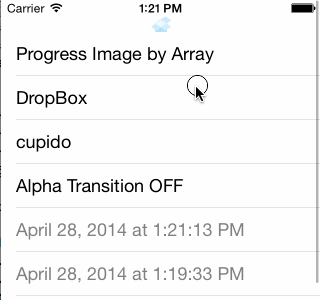 Carrier 1:21 PM
Progress Image by Array
DropBox
cupido
Alpha Transition OFF
April 28, 2014 at 1:21:13 PM
April 28, 2014 at 1:19:33 PM